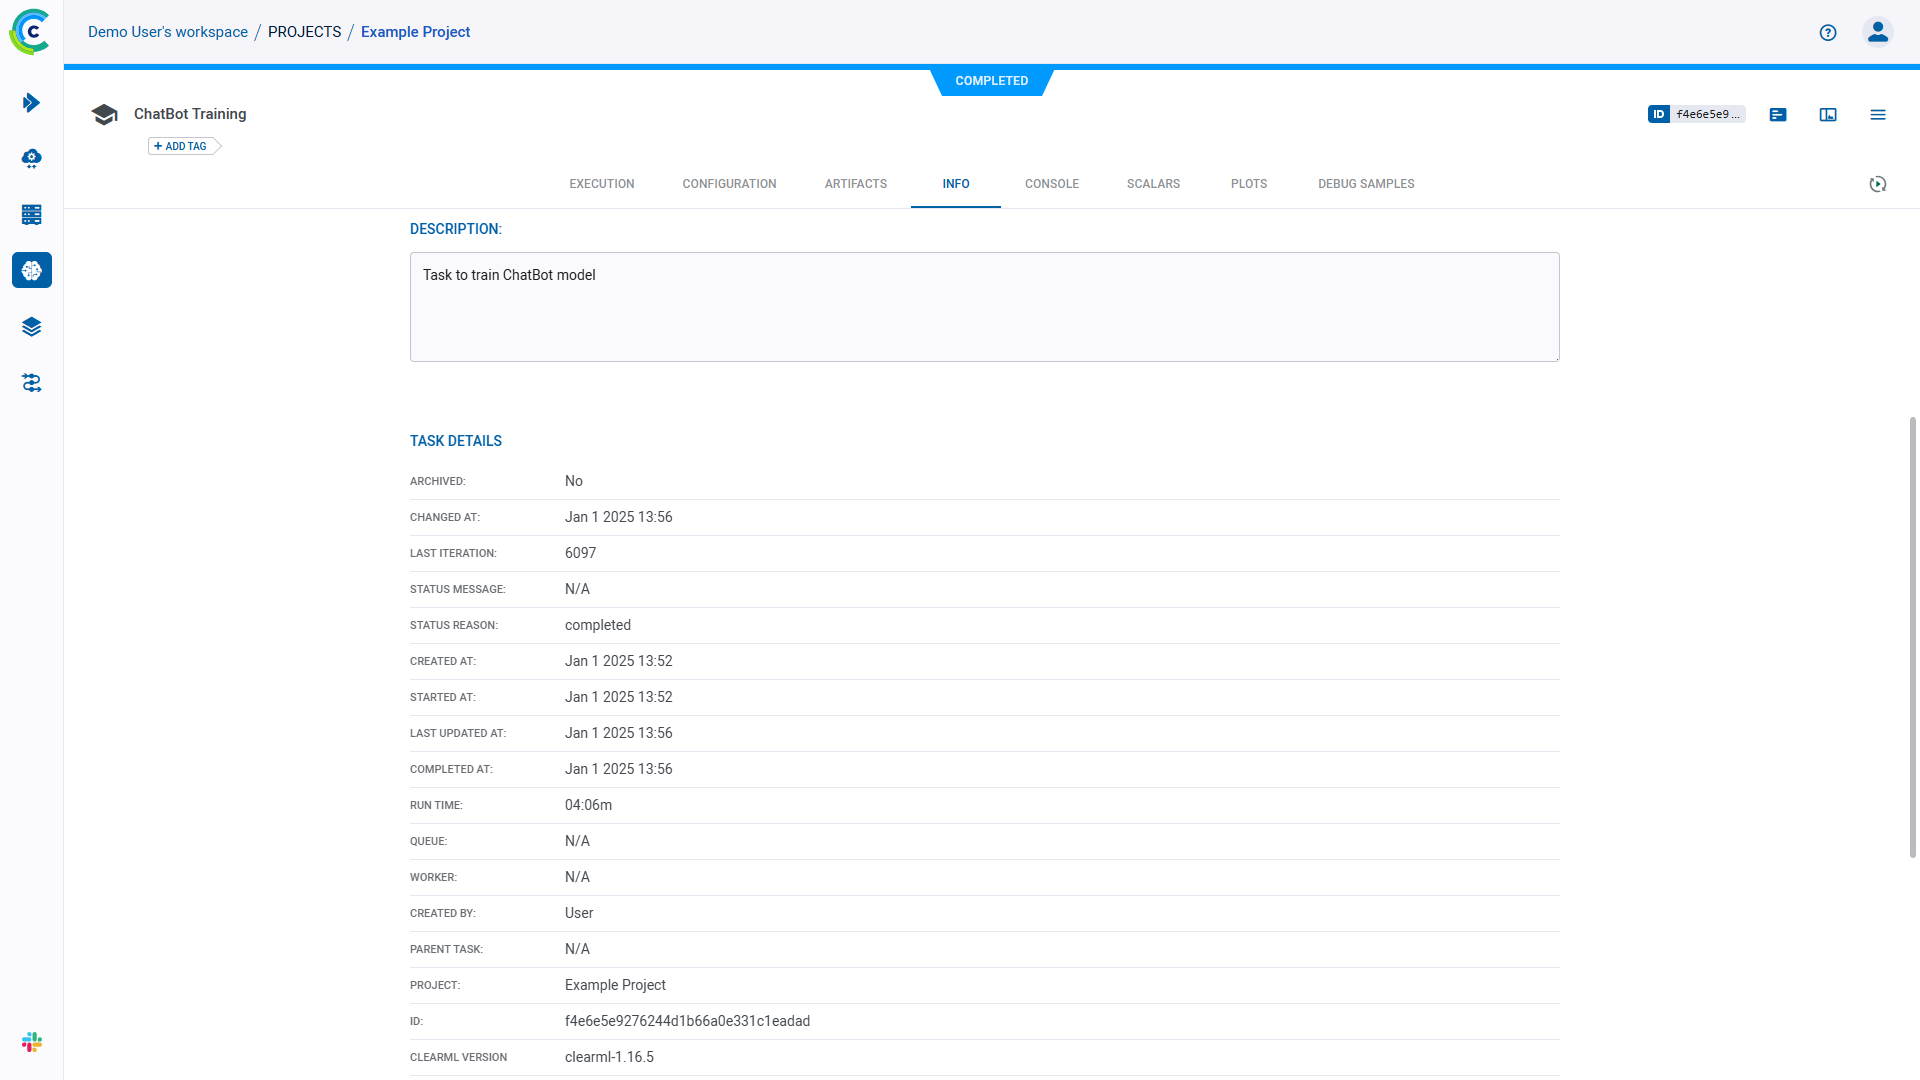 Demo User's workspace / PROJECTS / Example Project
COMPLETED
ChatBot Training
ID f4e6e5e9...
+ ADD TAG
EXECUTION CONFIGURATION ARTIFACTS INFO CONSOLE SCALARS PLOTS DEBUG SAMPLES
DESCRIPTION:
Task to train ChatBot model
TASK DETAILS
ARCHIVED: No
CHANGED AT: Jan 1 2025 13:56
LAST ITERATION: 6097
STATUS MESSAGE: N/A
STATUS REASON: completed
CREATED AT: Jan 1 2025 13:52
STARTED AT: Jan 1 2025 13:52
LAST UPDATED AT: Jan 1 2025 13:56
COMPLETED AT: Jan 1 2025 13:56
RUN TIME: 04:06m
QUEUE: N/A
WORKER: N/A
CREATED BY: User
PARENT TASK: N/A
PROJECT: Example Project
ID: f4e6e5e9276244d1b66a0e331c1eadad
CLEARML VERSION clearml-1.16.5